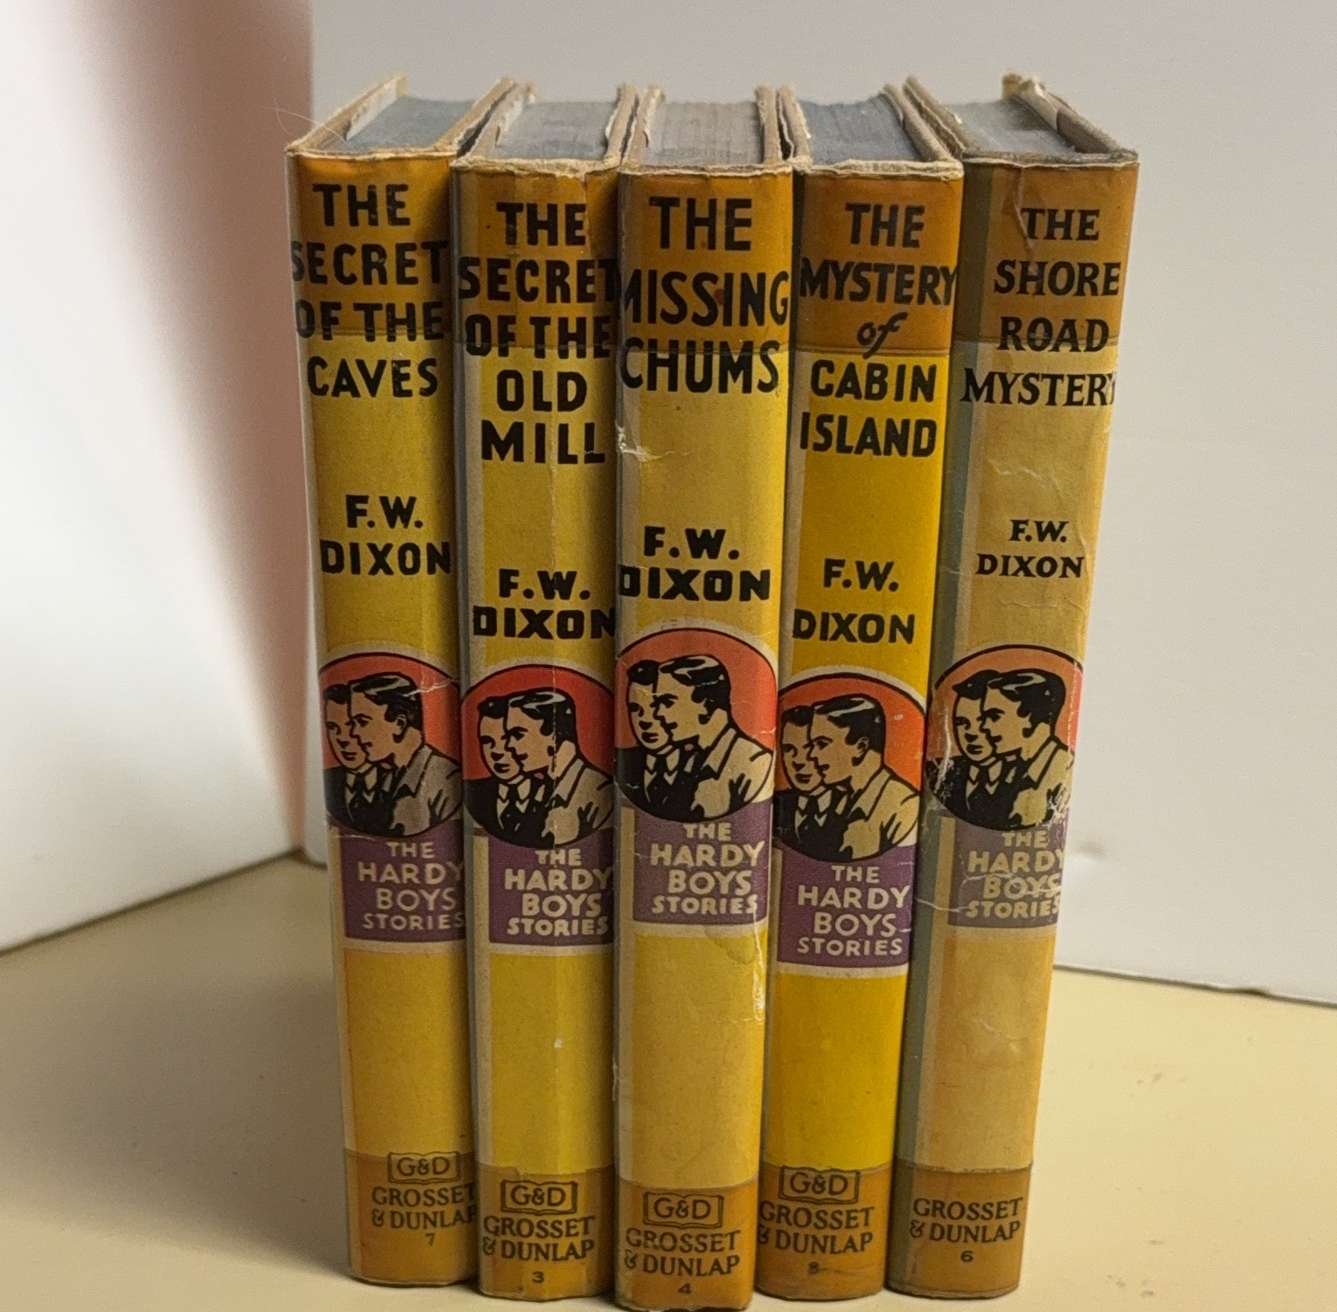 THE
SECRET
OF THE
CAVES
F.W.
DIXON
THE
HARDY
BOYS
STORIES
G&D
GROSSET
& DUNLAP
7
THE
SECRET
OF THE
OLD
MILL
F.W.
DIXON
THE
HARDY
BOYS
STORIES
G&D
GROSSET
& DUNLAP
3
THE
MISSING
CHUMS
F.W.
DIXON
THE
HARDY
BOYS
STORIES
G&D
GROSSET
& DUNLAP
4
THE
MYSTERY
of
CABIN
ISLAND
F.W.
DIXON
THE
HARDY
BOYS
STORIES
G&D
GROSSET
& DUNLAP
8
THE
SHORE
ROAD
MYSTERY
F.W.
DIXON
THE
HARDY
BOYS
STORIES
GROSSET
& DUNLAP
6